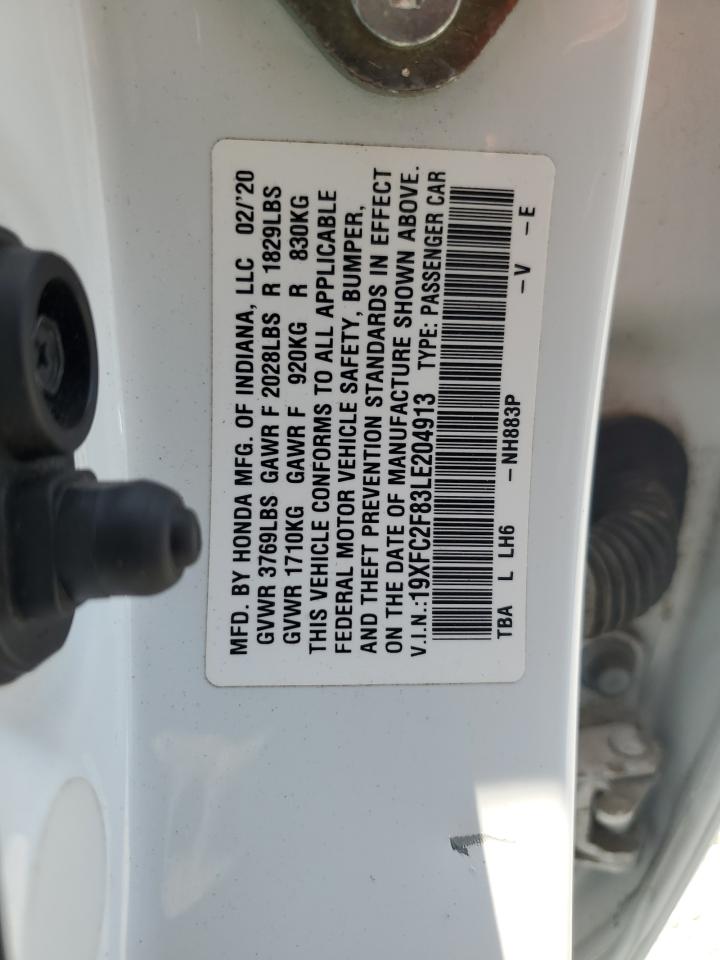 MFD. BY HONDA MFG. OF INDIANA, LLC 02/'20
GVWR 3769LBS GAWR F 2028LBS R 1829LBS
GVWR 1710KG GAWR F 920KG R 830KG
THIS VEHICLE CONFORMS TO ALL APPLICABLE
FEDERAL MOTOR VEHICLE SAFETY, BUMPER,
AND THEFT PREVENTION STANDARDS IN EFFECT
ON THE DATE OF MANUFACTURE SHOWN ABOVE.
V.I.N.:19XFC2F83LE204913 TYPE: PASSENGER CAR
TBA L LH6 -NH883P -V -E